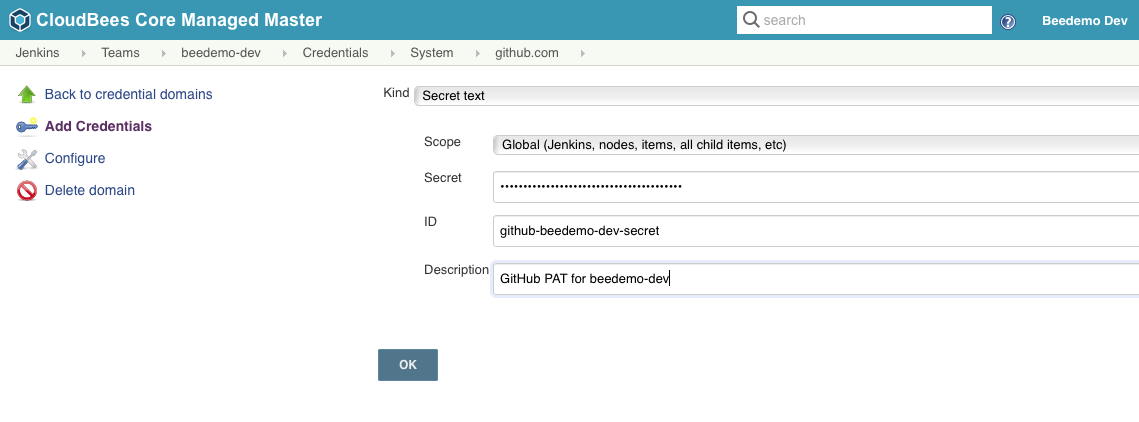 CloudBees Core Managed Master
search
Beedemo Dev
Jenkins Teams beedemo-dev Credentials System github.com
Back to credential domains
Add Credentials
Configure
Delete domain
Kind Secret text
Scope Global (Jenkins, nodes, items, all child items, etc)
Secret ••••••••••••••••••••••••••••••••••••••••
ID github-beedemo-dev-secret
Description GitHub PAT for beedemo-dev
OK